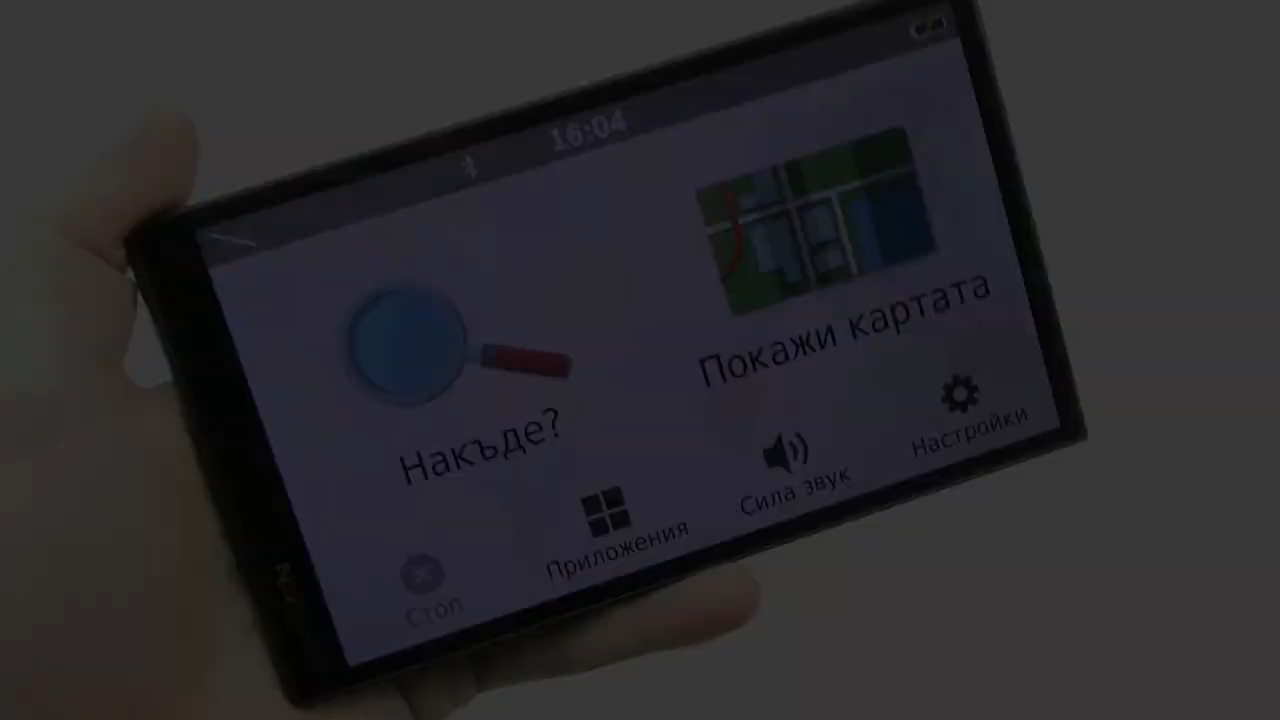 16:04
Накъде?
Покажи картата
Стоп
Приложения
Сила звук
Настройки